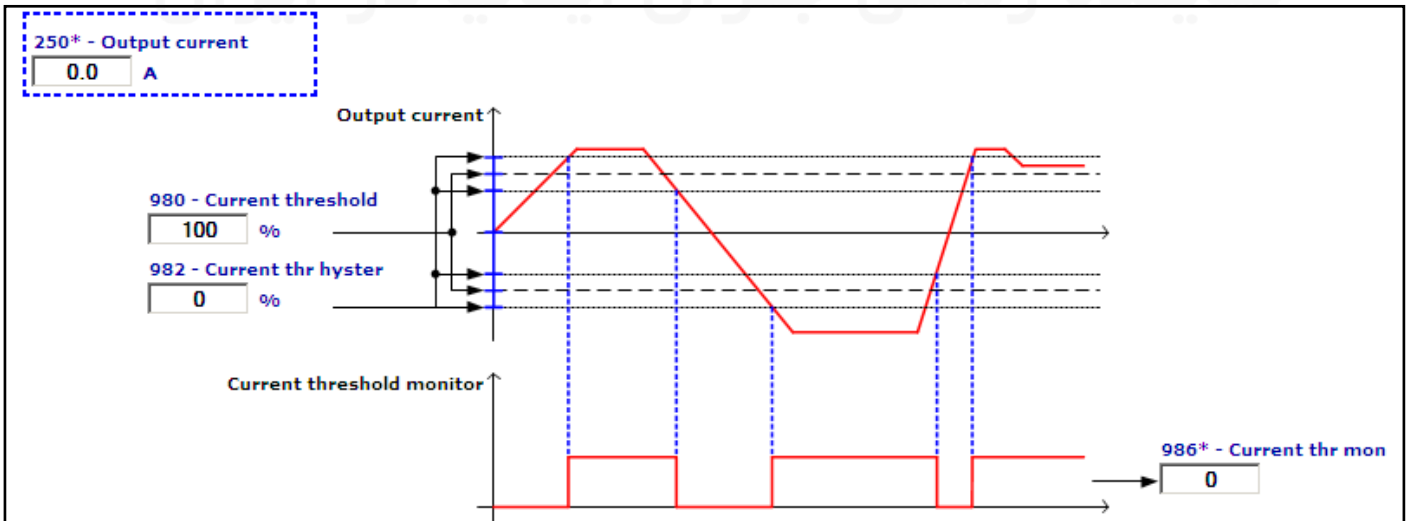 250* - Output current
0.0 A
Output current
980 - Current threshold
100 %
982 - Current thr hyster
0 %
Current threshold monitor
986* - Current thr mon
0